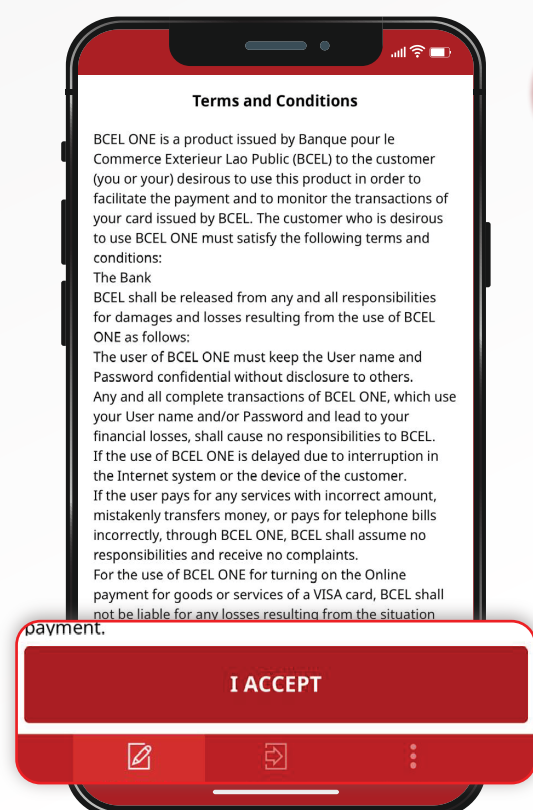 Terms and Conditions
BCEL ONE is a product issued by Banque pour le
Commerce Exterieur Lao Public (BCEL) to the customer
(you or your) desirous to use this product in order to
facilitate the payment and to monitor the transactions of
your card issued by BCEL. The customer who is desirous
to use BCEL ONE must satisfy the following terms and
conditions:
The Bank
BCEL shall be released from any and all responsibilities
for damages and losses resulting from the use of BCEL
ONE as follows:
The user of BCEL ONE must keep the User name and
Password confidential without disclosure to others.
Any and all complete transactions of BCEL ONE, which use
your User name and/or Password and lead to your
financial losses, shall cause no responsibilities to BCEL.
If the use of BCEL ONE is delayed due to interruption in
the Internet system or the device of the customer.
If the user pays for any services with incorrect amount,
mistakenly transfers money, or pays for telephone bills
incorrectly, through BCEL ONE, BCEL shall assume no
responsibilities and receive no complaints.
For the use of BCEL ONE for turning on the Online
payment for goods or services of a VISA card, BCEL shall
not be liable for any losses resulting from the situation
payment.
I ACCEPT